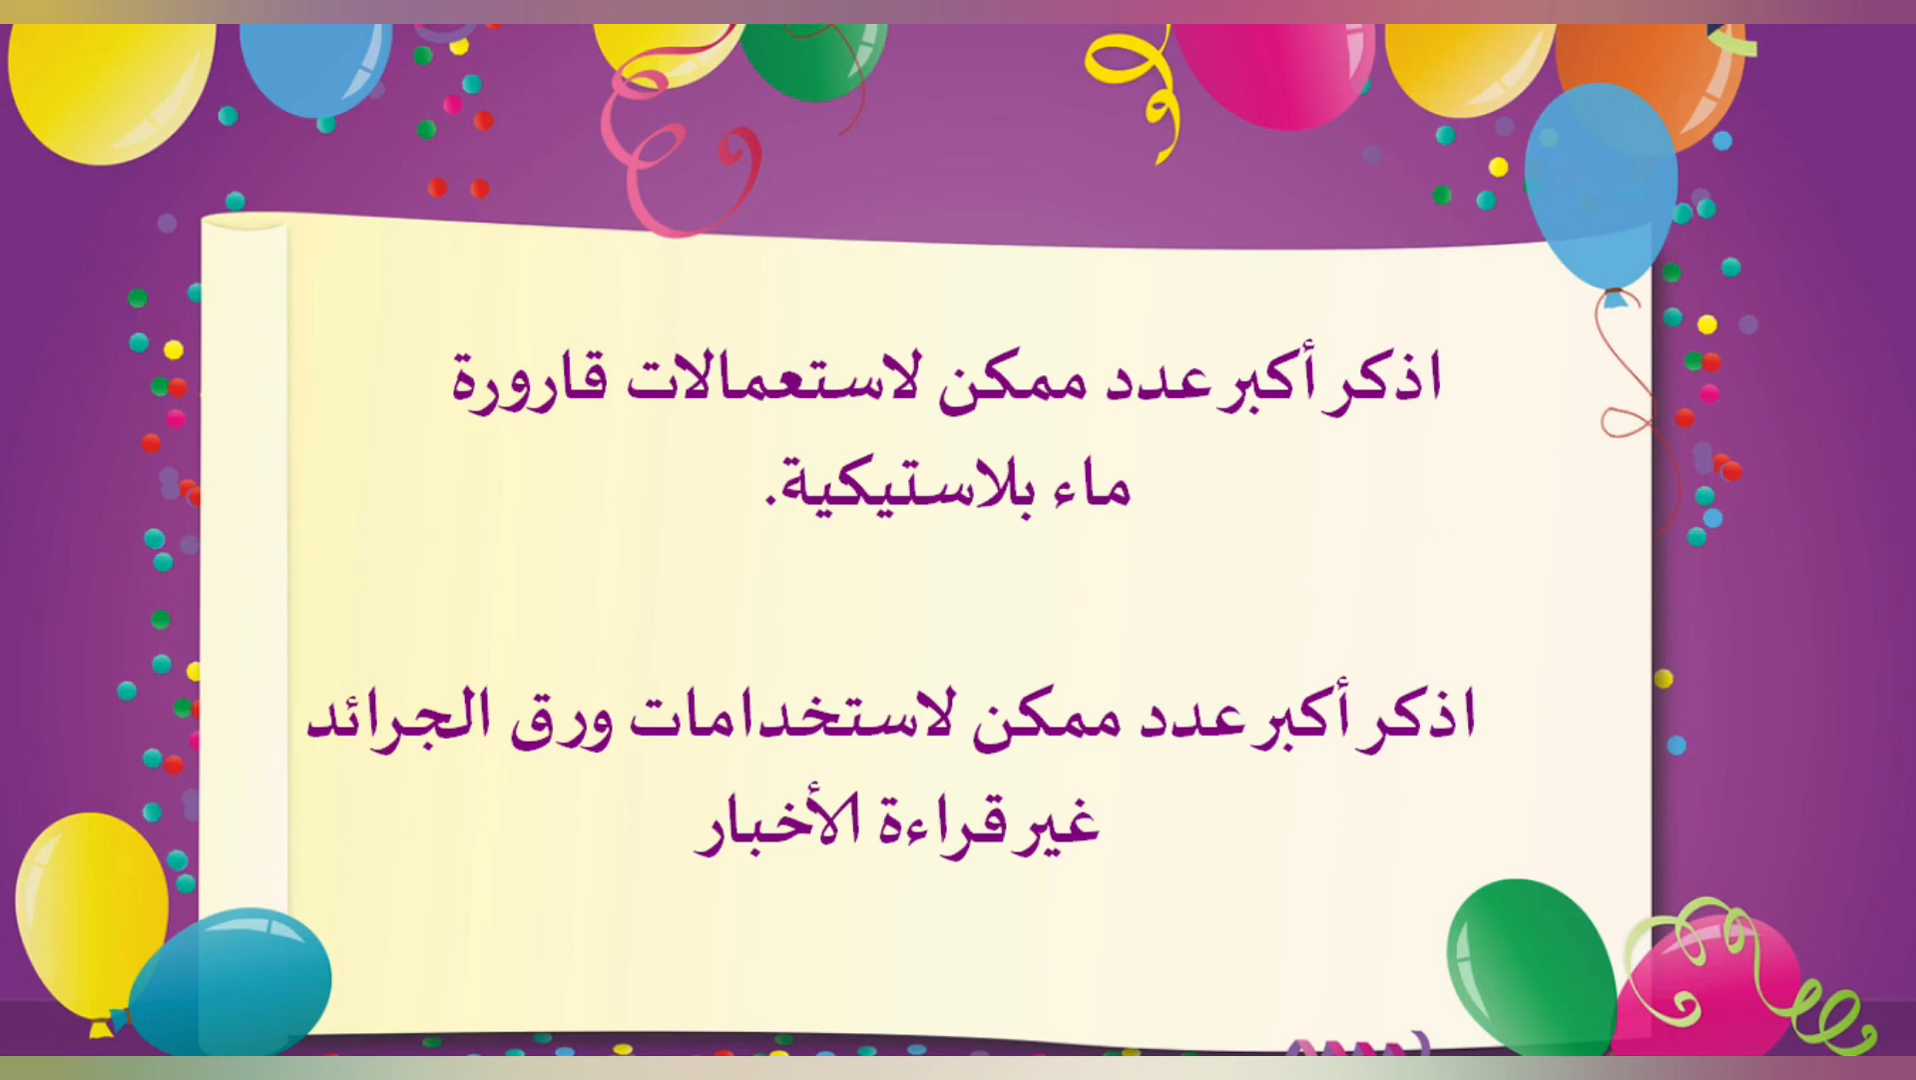 اذكر أكبر عدد ممكن لاستعمالات قارورة
ماء بلاستيكية.
اذكر أكبر عدد ممكن لاستخدامات ورق الجرائد
غير قراءة الأخبار